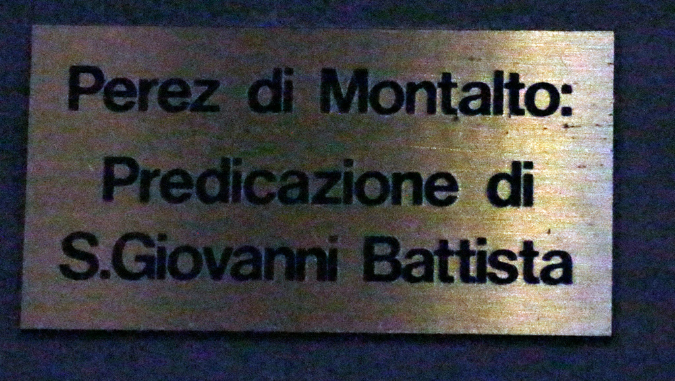 Perez di Montalto:
Predicazione di
S.Giovanni Battista